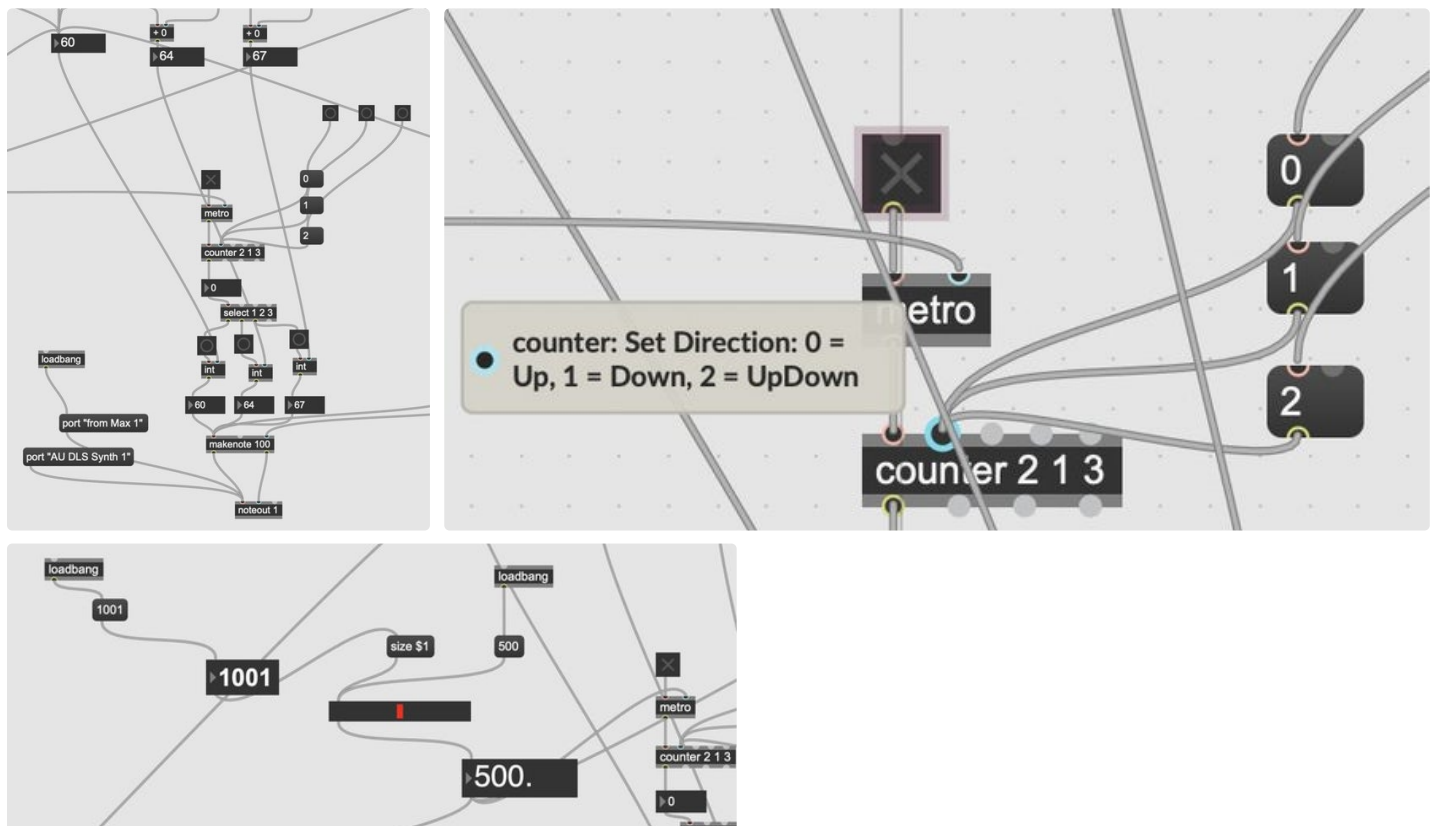 + 0
+ 0
60
64
67
0
metro
1
2
counter 2 1 3
0
select 1 2 3
loadbang
int
int
int
60
64
67
port "from Max 1"
makenote 100
port "AU DLS Synth 1"
noteout 1
0
1
metro
counter: Set Direction: 0 =
Up, 1 = Down, 2 = UpDown
2
counter 2 1 3
loadbang
loadbang
1001
size $1
500
1001
metro
counter 2 1 3
500.
0